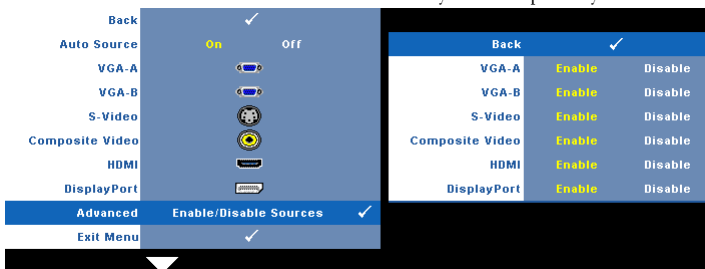 Back
Auto Source On Off
VGA-A
VGA-B
S-Video
Composite Video
HDMI
DisplayPort
Advanced Enable/Disable Sources
Exit Menu
Back
VGA-A Enable Disable
VGA-B Enable Disable
S-Video Enable Disable
Composite Video Enable Disable
HDMI Enable Disable
DisplayPort Enable Disable